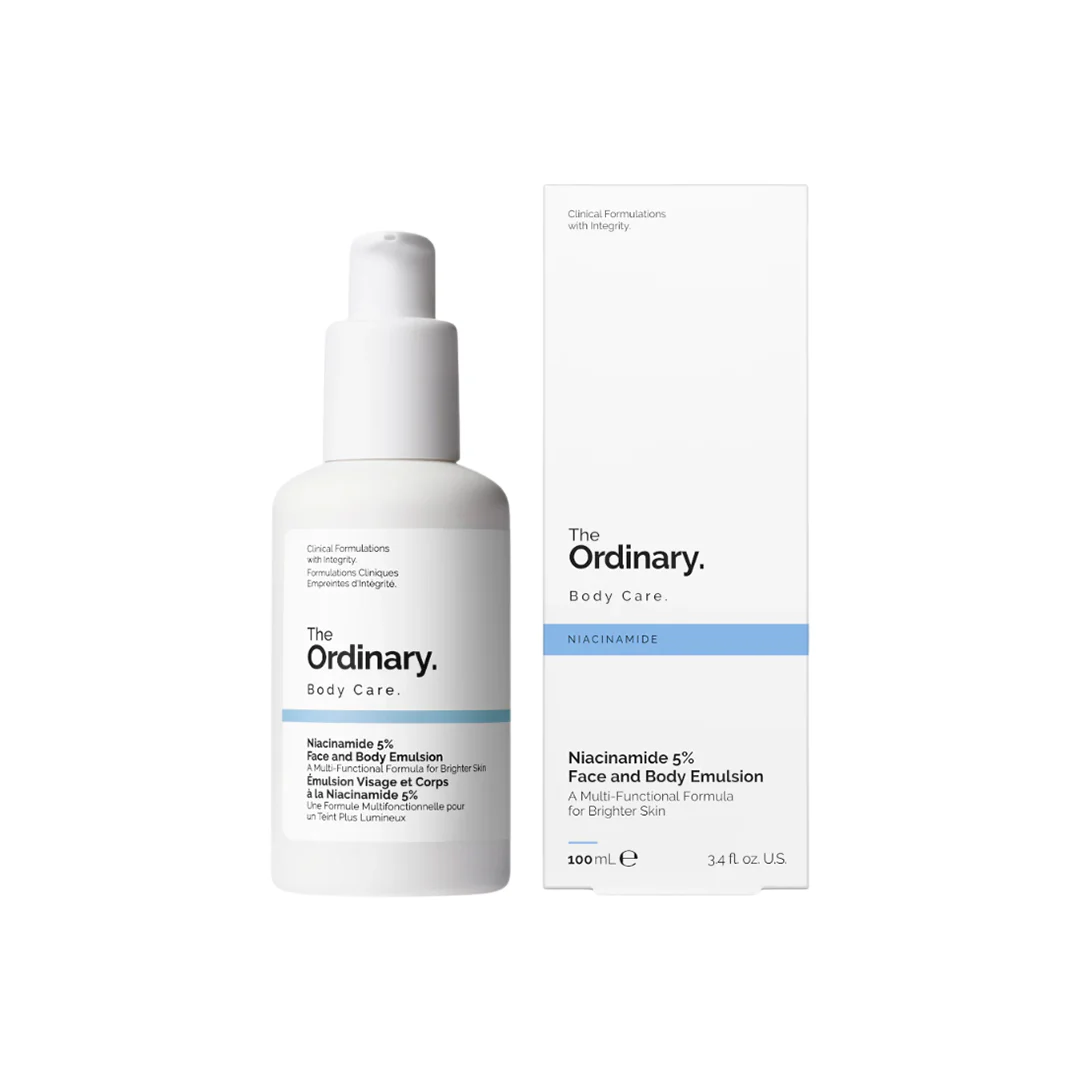 Clinical Formulations
with Integrity.
Formulations Cliniques
Empreintes d'Intégrité.
The
Ordinary.
Body Care.
Niacinamide 5%
Face and Body Emulsion
A Multi-Functional Formula for Brighter Skin
Émulsion Visage et Corps
à la Niacinamide 5%
Une Formule Multifonctionnelle pour
un Teint Plus Lumineux
Clinical Formulations
with Integrity.
The
Ordinary.
Body Care.
NIACINAMIDE
Niacinamide 5%
Face and Body Emulsion
A Multi-Functional Formula
for Brighter Skin
100 mL ℮ 3.4 fl. oz. U.S.